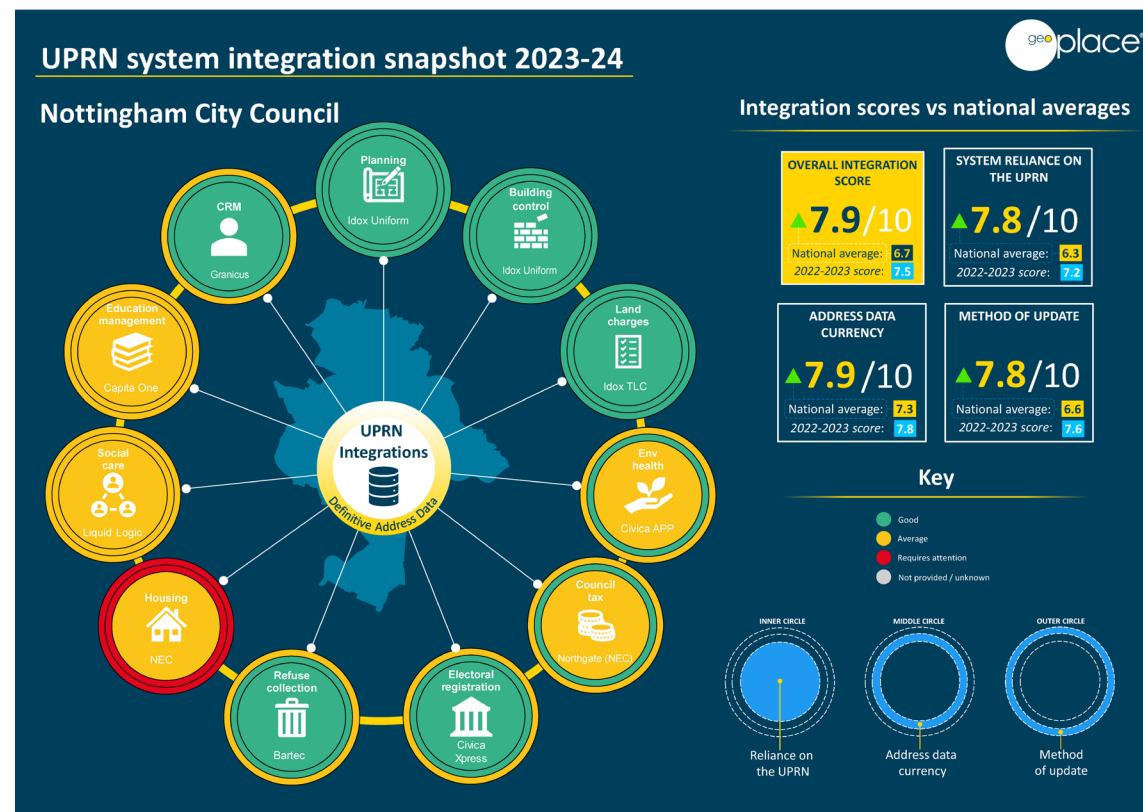 UPRN system integration snapshot 2023-24
geoplace®
Nottingham City Council
Integration scores vs national averages
Planning
Idox Uniform
Building
control
Idox Uniform
Land
charges
Idox TLC
Env
health
Civica APP
Council
tax
Northgate (NEC)
Electoral
registration
Civica
Xpress
Refuse
collection
Bartec
Housing
NEC
Social
care
Liquid Logic
Education
management
Capita One
CRM
Granicus
UPRN
Integrations
Definitive Address Data
OVERALL INTEGRATION
SCORE
7.9/10
National average: 6.7
2022-2023 score: 7.5
SYSTEM RELIANCE ON
THE UPRN
7.8/10
National average: 6.3
2022-2023 score: 7.2
ADDRESS DATA
CURRENCY
7.9/10
National average: 7.3
2022-2023 score: 7.8
METHOD OF UPDATE
7.8/10
National average: 6.6
2022-2023 score: 7.6
Key
Good
Average
Requires attention
Not provided / unknown
INNER CIRCLE
Reliance on
the UPRN
MIDDLE CIRCLE
Address data
currency
OUTER CIRCLE
Method
of update